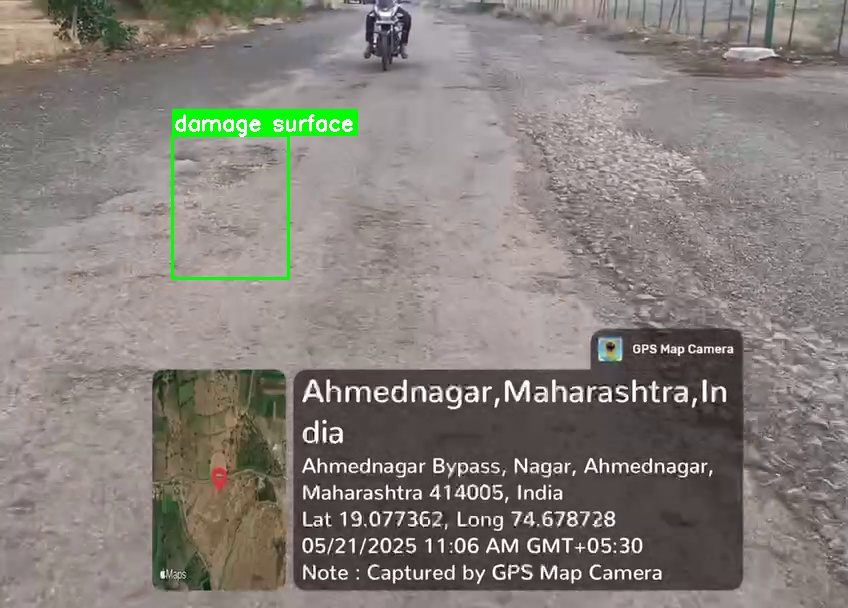 damage surface
GPS Map Camera
Ahmednagar,Maharashtra,In
dia
Ahmednagar Bypass, Nagar, Ahmednagar,
Maharashtra 414005, India
Lat 19.077362, Long 74.678728
05/21/2025 11:06 AM GMT+05:30
Note : Captured by GPS Map Camera
Maps